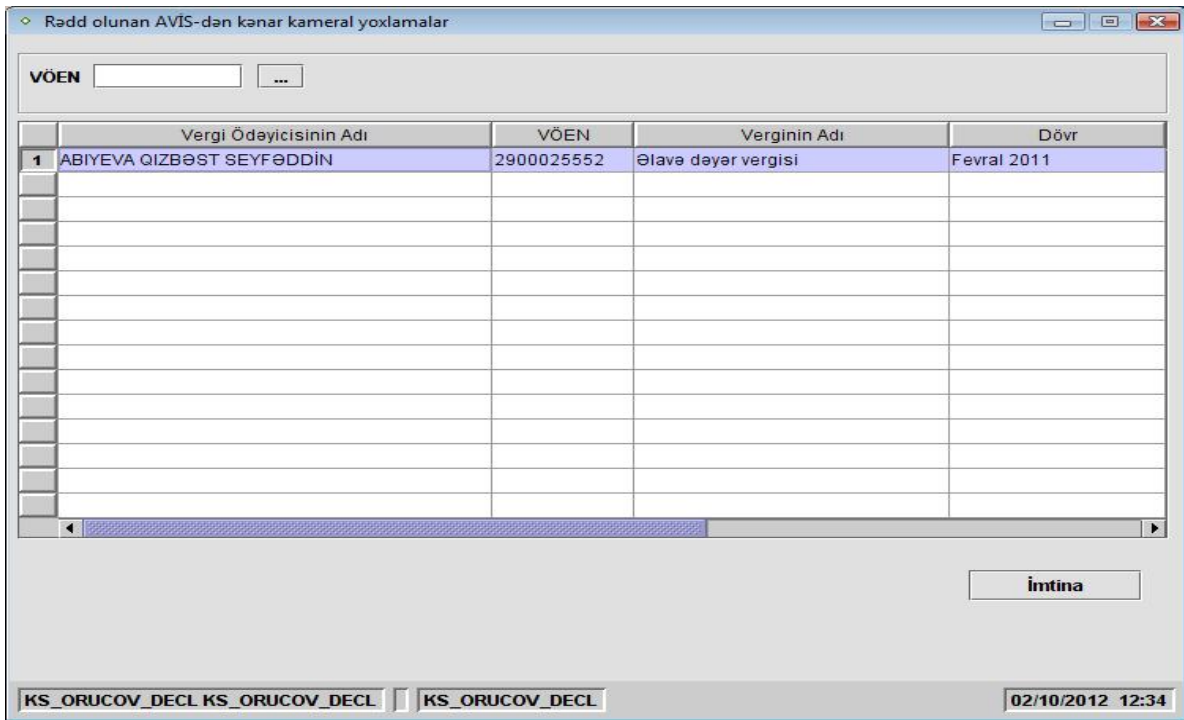 Rədd olunan AVİS-dən kənar kameral yoxlamalar
VÖEN ...
Vergi Ödəyicisinin Adı VÖEN Verginin Adı Dövr
1 ABIYEVA QIZBƏST SEYFƏDDİN 2900025552 Əlavə dəyər vergisi Fevral 2011
İmtina
KS_ORUCOV_DECL KS_ORUCOV_DECL KS_ORUCOV_DECL 02/10/2012 12:34